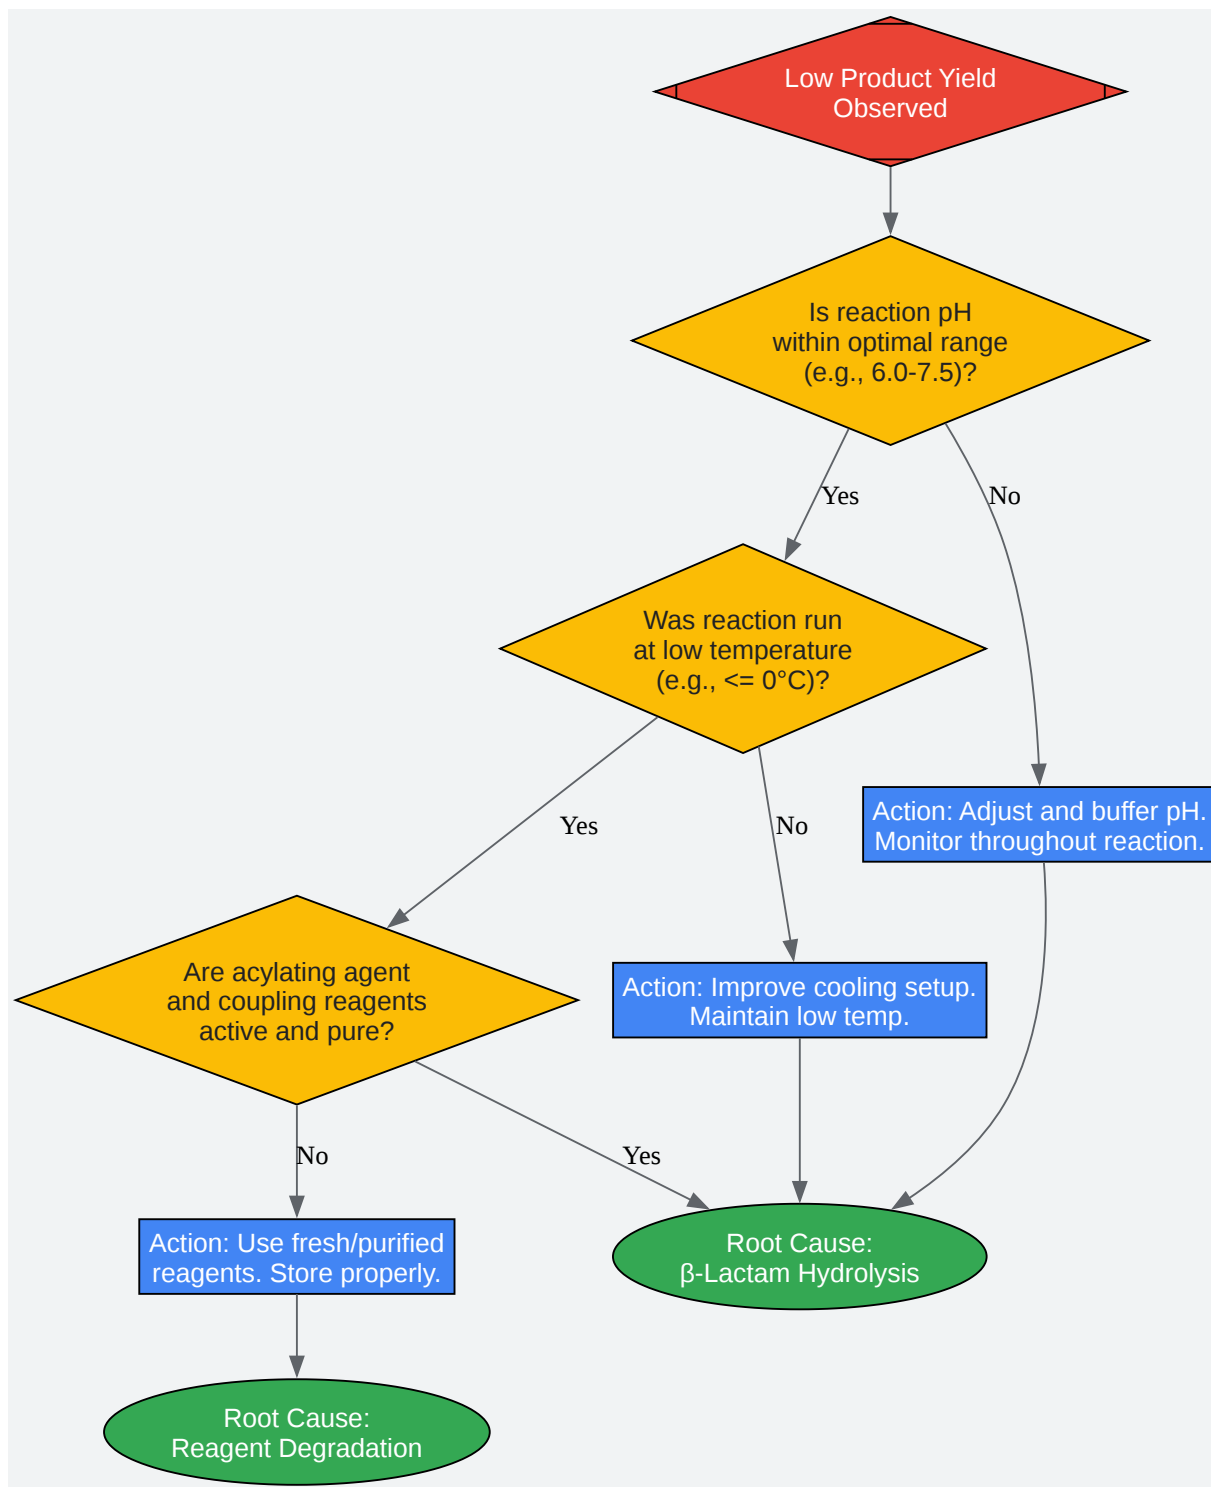 Low Product Yield
Observed
Is reaction pH
within optimal range
(e.g., 6.0-7.5)?
Yes
No
Was reaction run
at low temperature
(e.g., <= 0°C)?
Yes
No
Action: Adjust and buffer pH.
Monitor throughout reaction.
Are acylating agent
and coupling reagents
active and pure?
Action: Improve cooling setup.
Maintain low temp.
No
Yes
Action: Use fresh/purified
reagents. Store properly.
Root Cause:
β-Lactam Hydrolysis
Root Cause:
Reagent Degradation